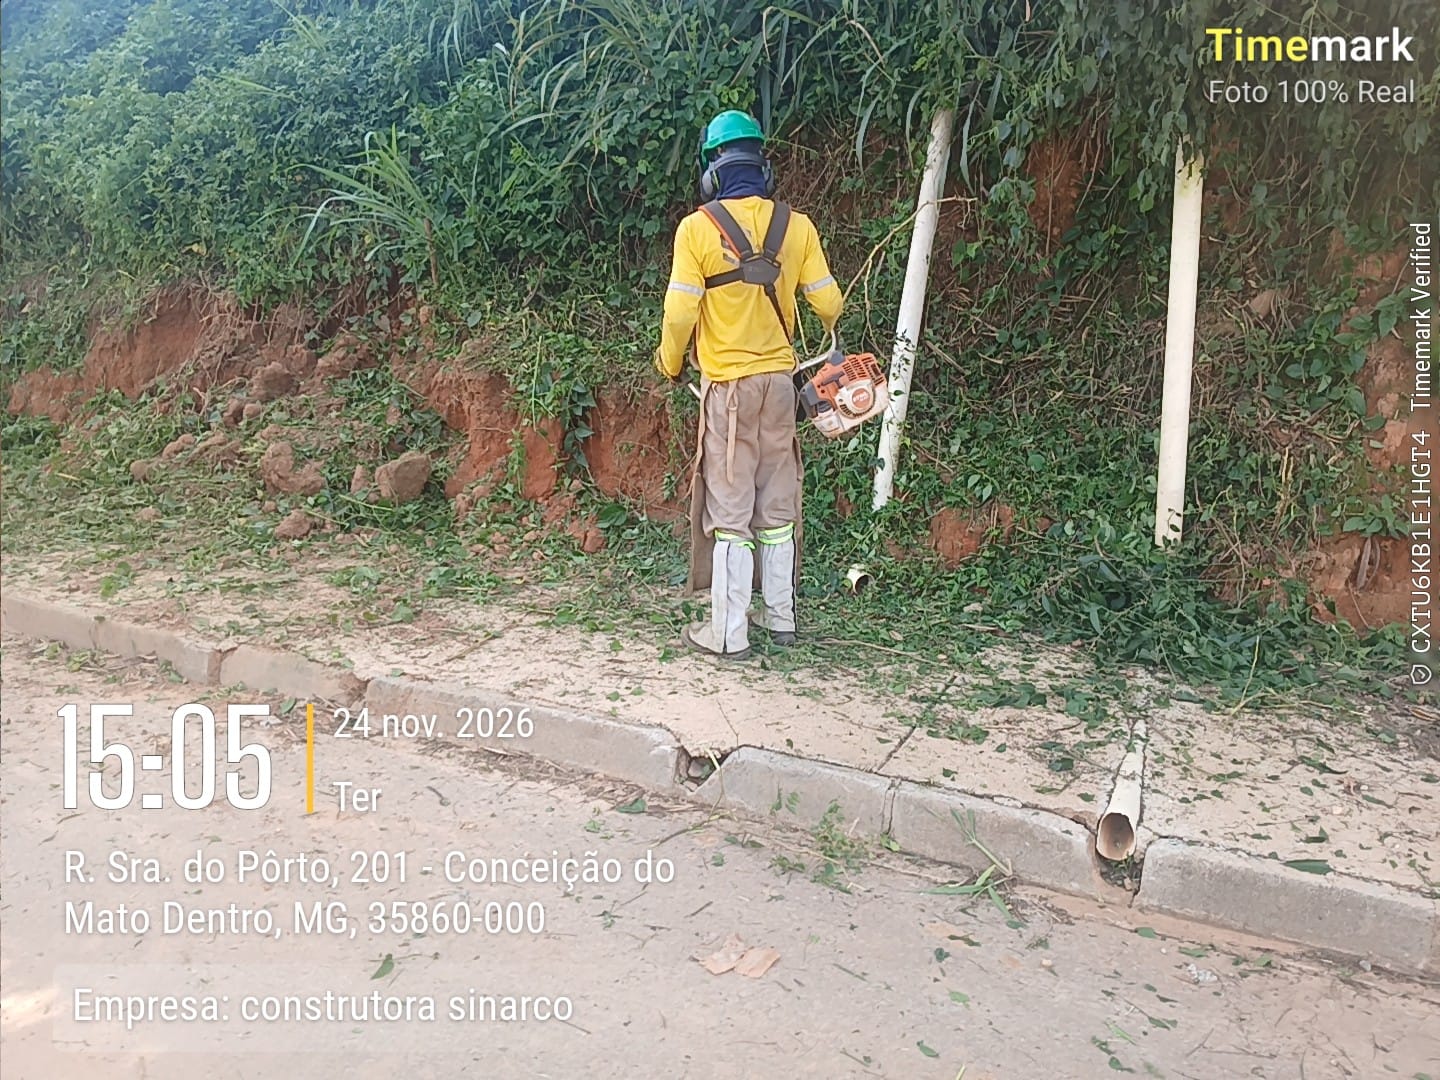 Timemark
Foto 100% Real
15:05
24 nov. 2026
Ter
R. Sra. do Pôrto, 201 - Conceição do
Mato Dentro, MG, 35860-000
Empresa: construtora sinarco
CXTU6KB1E1HGT4 Timemark Verified